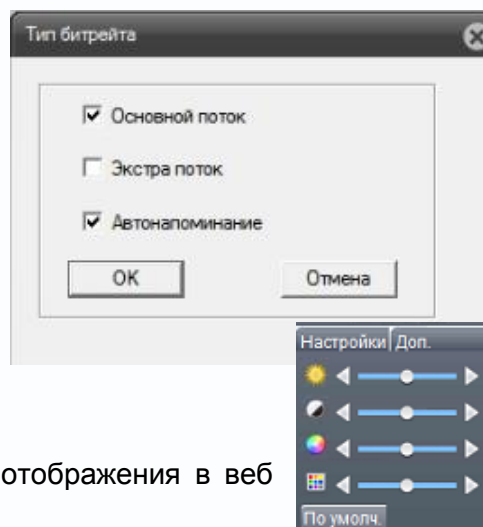 Тип битрейта
Основной поток
Экстра поток
Автонапоминание
OK Отмена
Настройки Доп.
отображения в веб
По умолч.